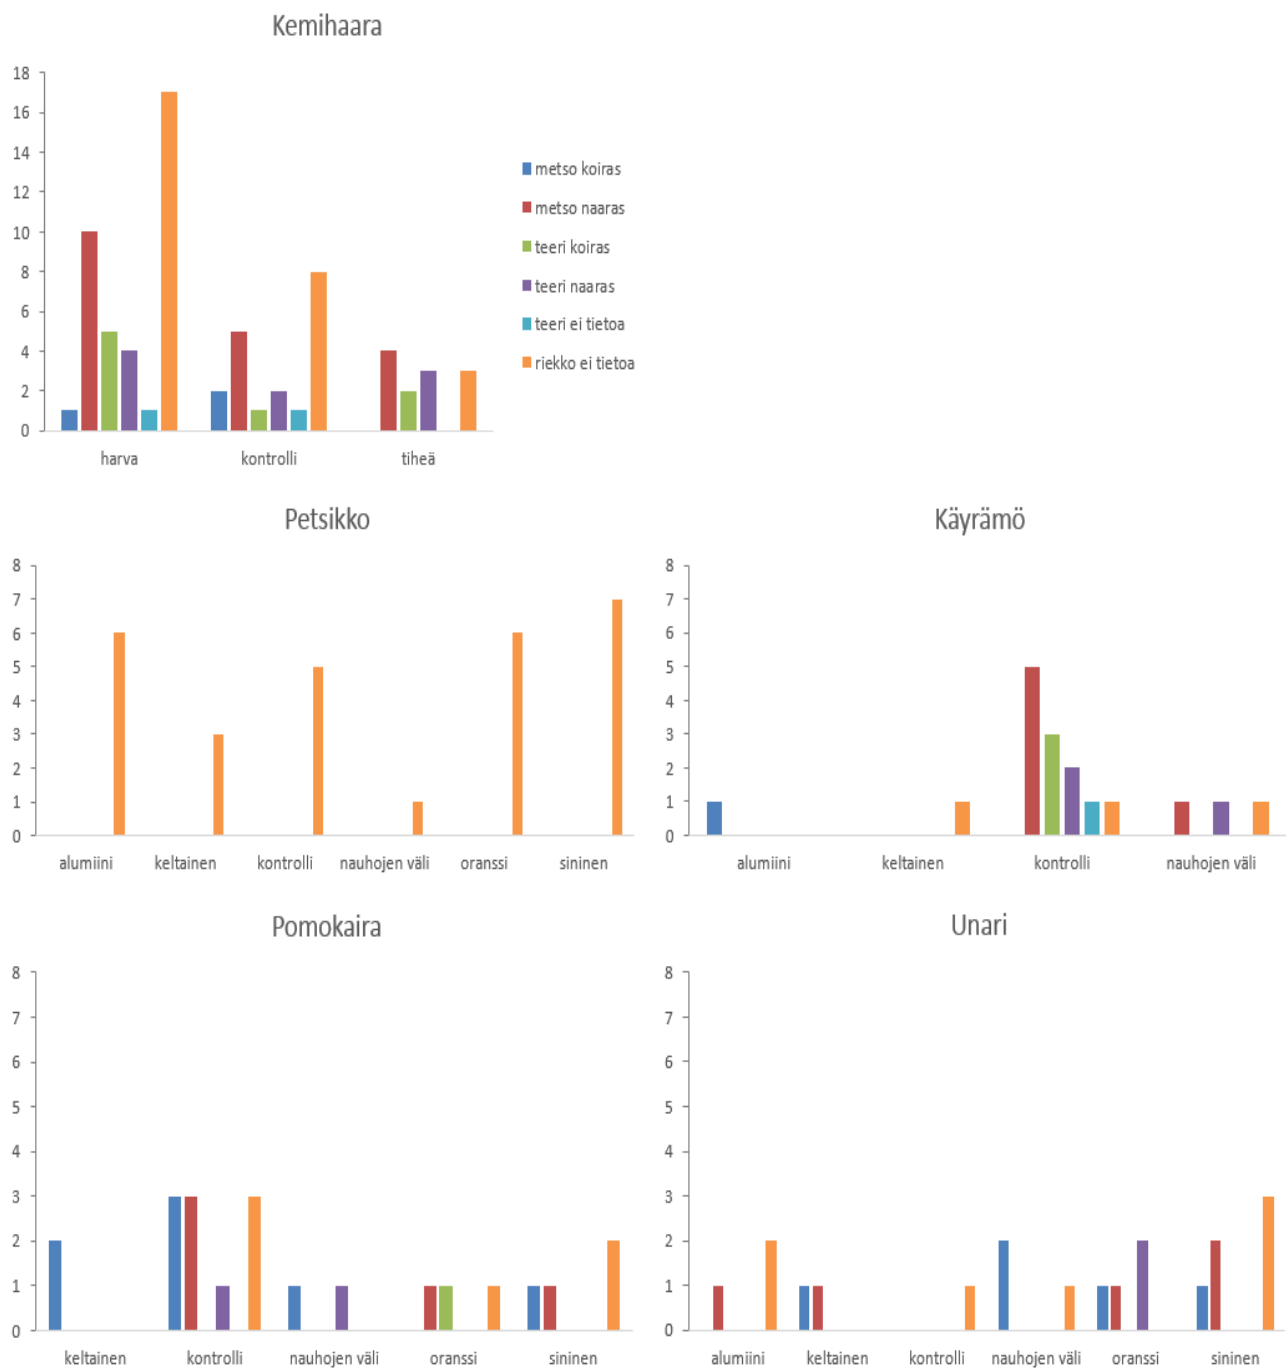 Kemihaara
18
16
14
12
10
8
6
4
2
0
harva kontrolli tiheä
metso koiras
metso naaras
teeri koiras
teeri naaras
teeri ei tietoa
riekko ei tietoa
Petsikko
8
7
6
5
4
3
2
1
0
alumiini keltainen kontrolli nauhojen väli oranssi sininen
Käyrämö
8
7
6
5
4
3
2
1
0
alumiini keltainen kontrolli nauhojen väli
Pomokaira
8
7
6
5
4
3
2
1
0
keltainen kontrolli nauhojen väli oranssi sininen
Unari
8
7
6
5
4
3
2
1
0
alumiini keltainen kontrolli nauhojen väli oranssi sininen